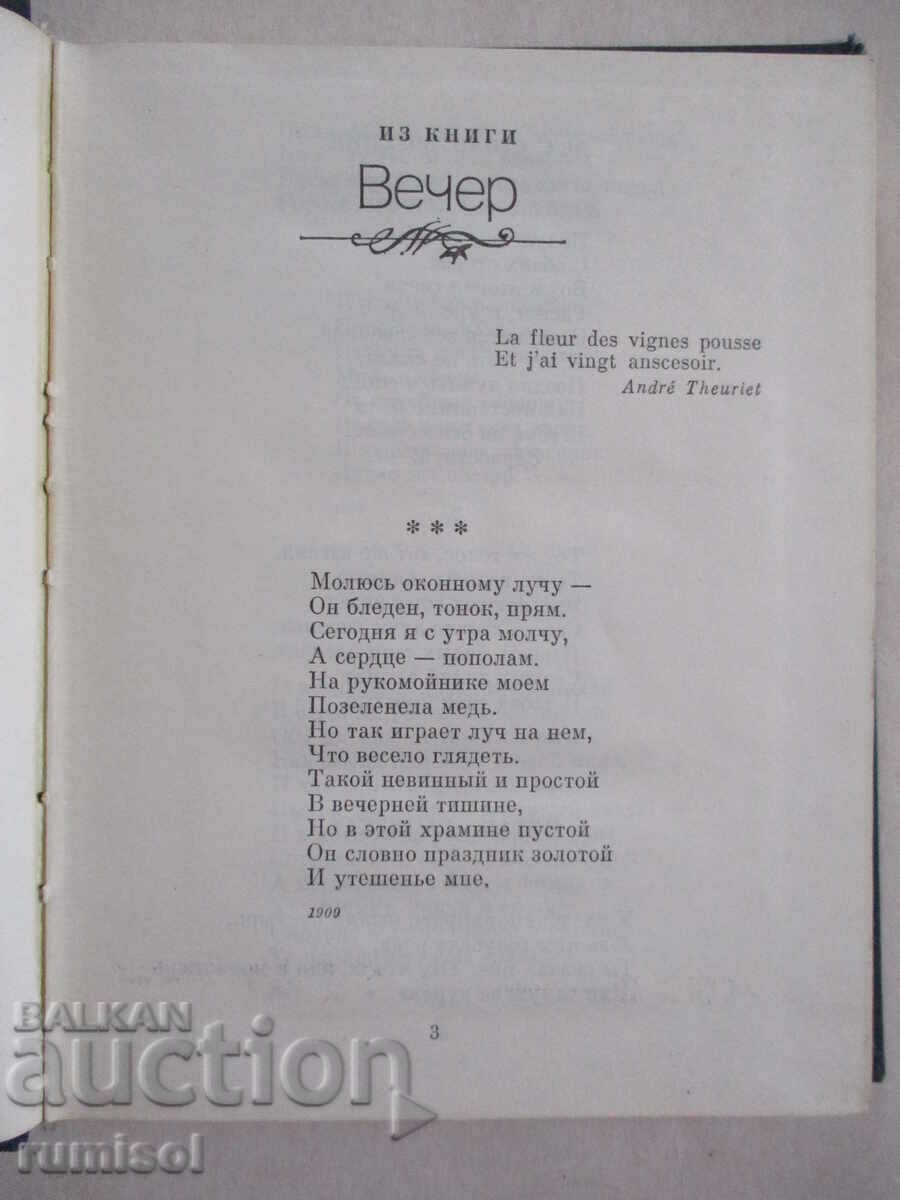 ИЗ КНИГИ
Вечер
La fleur des vignes pousse
Et j'ai vingt anscesoir.
André Theuriet
* * *
Молюсь оконному лучу —
Он бледен, тонок, прям.
Сегодня я с утра молчу,
А сердце — пополам.
На рукомойнике моем
Позеленела медь.
Но так играет луч на нем,
Что весело глядеть.
Такой невинный и простой
В вечерней тишине,
Но в этой храмине пустой
Он словно праздник золотой
И утешенье мне.
1909
3
BALKAN
auction
rumisol